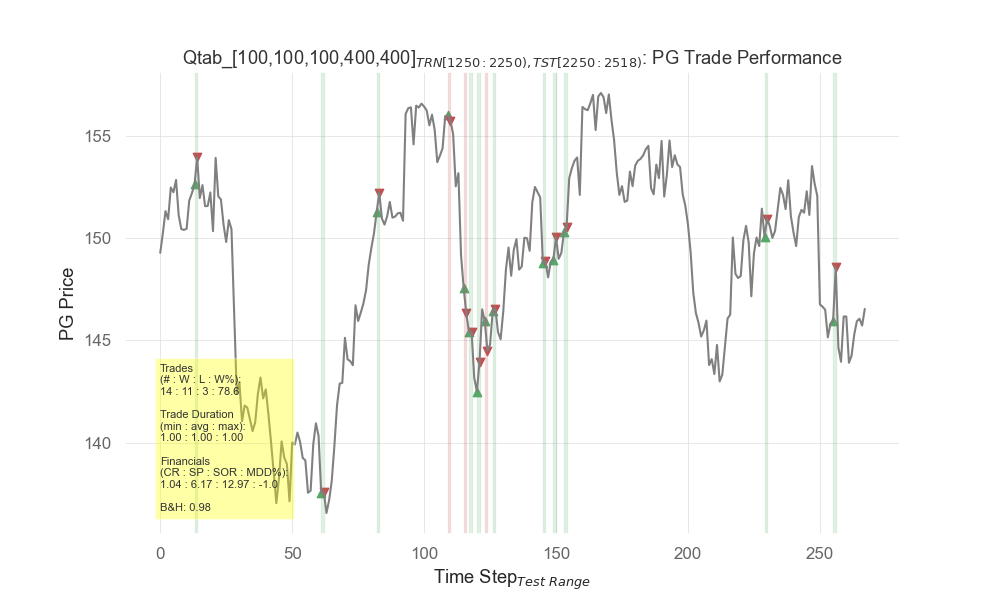 Qtab_[100,100,100,400,400]TRN[1250:2250),TST[2250:2518): PG Trade Performance
PG Price
155
150
145
140
Trades
(# : W : L : W%):
14 : 11 : 3 : 78.6
Trade Duration
(min : avg : max):
1.00 : 1.00 : 1.00
Financials
(CR : SP : SOR : MDD%):
1.04 : 6.17 : 12.97 : -1.0
B&H: 0.98
0 50 100 150 200 250
Time StepTest Range